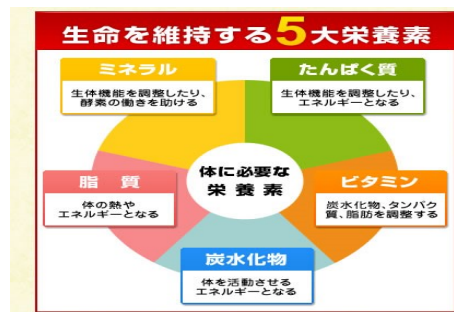 生命を維持する5大栄養素
ミネラル
生体機能を調整したり、
酵素の働きを助ける
たんぱく質
生体機能を調整したり、
エネルギーとなる
体に必要な
栄養素
脂質
体の熱や
エネルギーとなる
ビタミン
炭水化物、タンパク
質、脂肪を調整する
炭水化物
体を活動させる
エネルギーとなる